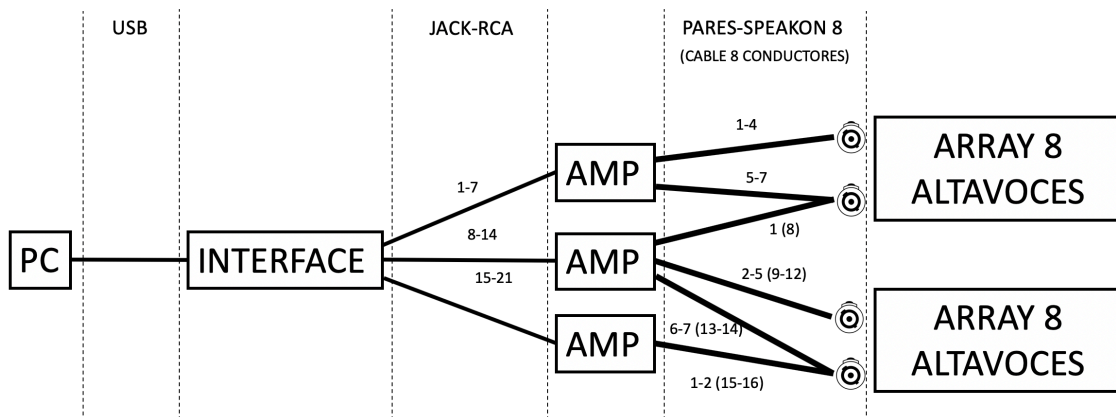 USB
JACK-RCA
PARES-SPEAKON 8
(CABLE 8 CONDUCTORES)
1-4
5-7
1 (8)
2-5 (9-12)
6-7 (13-14)
1-2 (15-16)
1-7
8-14
15-21
PC
INTERFACE
AMP
AMP
AMP
ARRAY 8
ALTAVOCES
ARRAY 8
ALTAVOCES